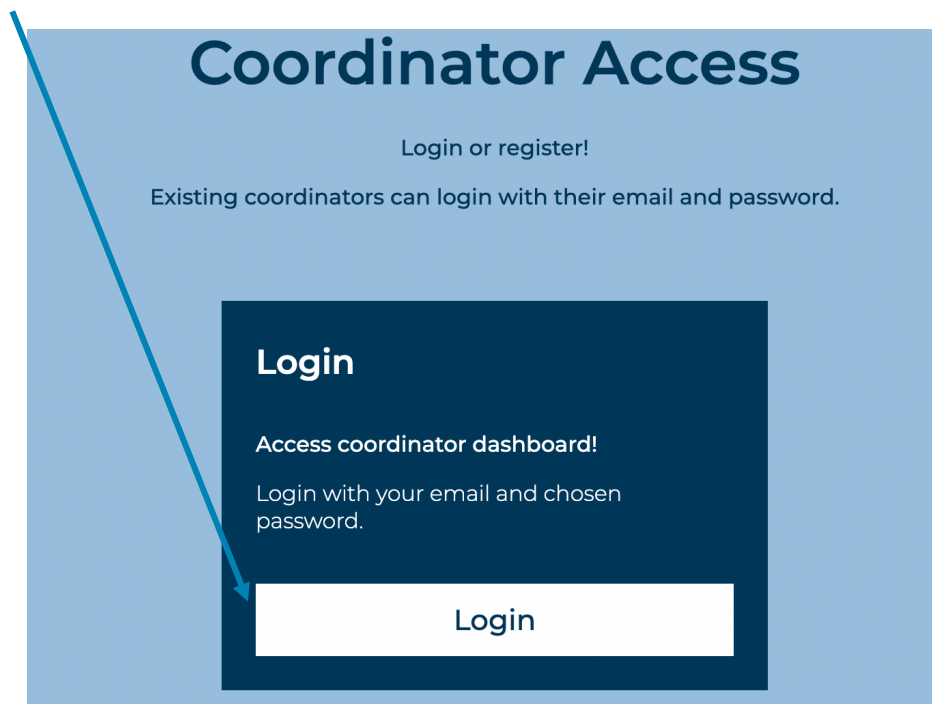 Coordinator Access
Login or register!
Existing coordinators can login with their email and password.
Login
Access coordinator dashboard!
Login with your email and chosen
password.
Login